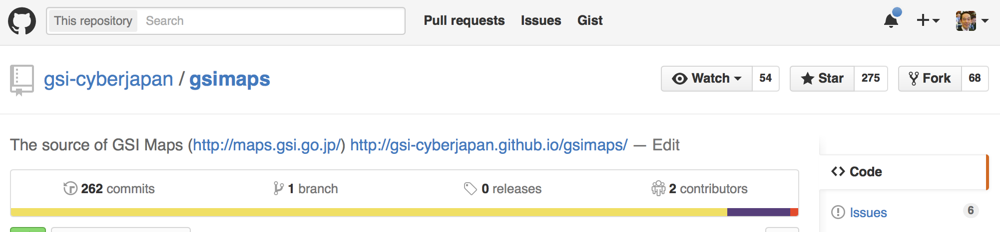 This repository Search Pull requests Issues Gist
gsi-cyberjapan / gsimaps Watch 54 Star 275 Fork 68
The source of GSI Maps (http://maps.gsi.go.jp/) http://gsi-cyberjapan.github.io/gsimaps/ — Edit
Code
262 commits 1 branch 0 releases 2 contributors
Issues 6